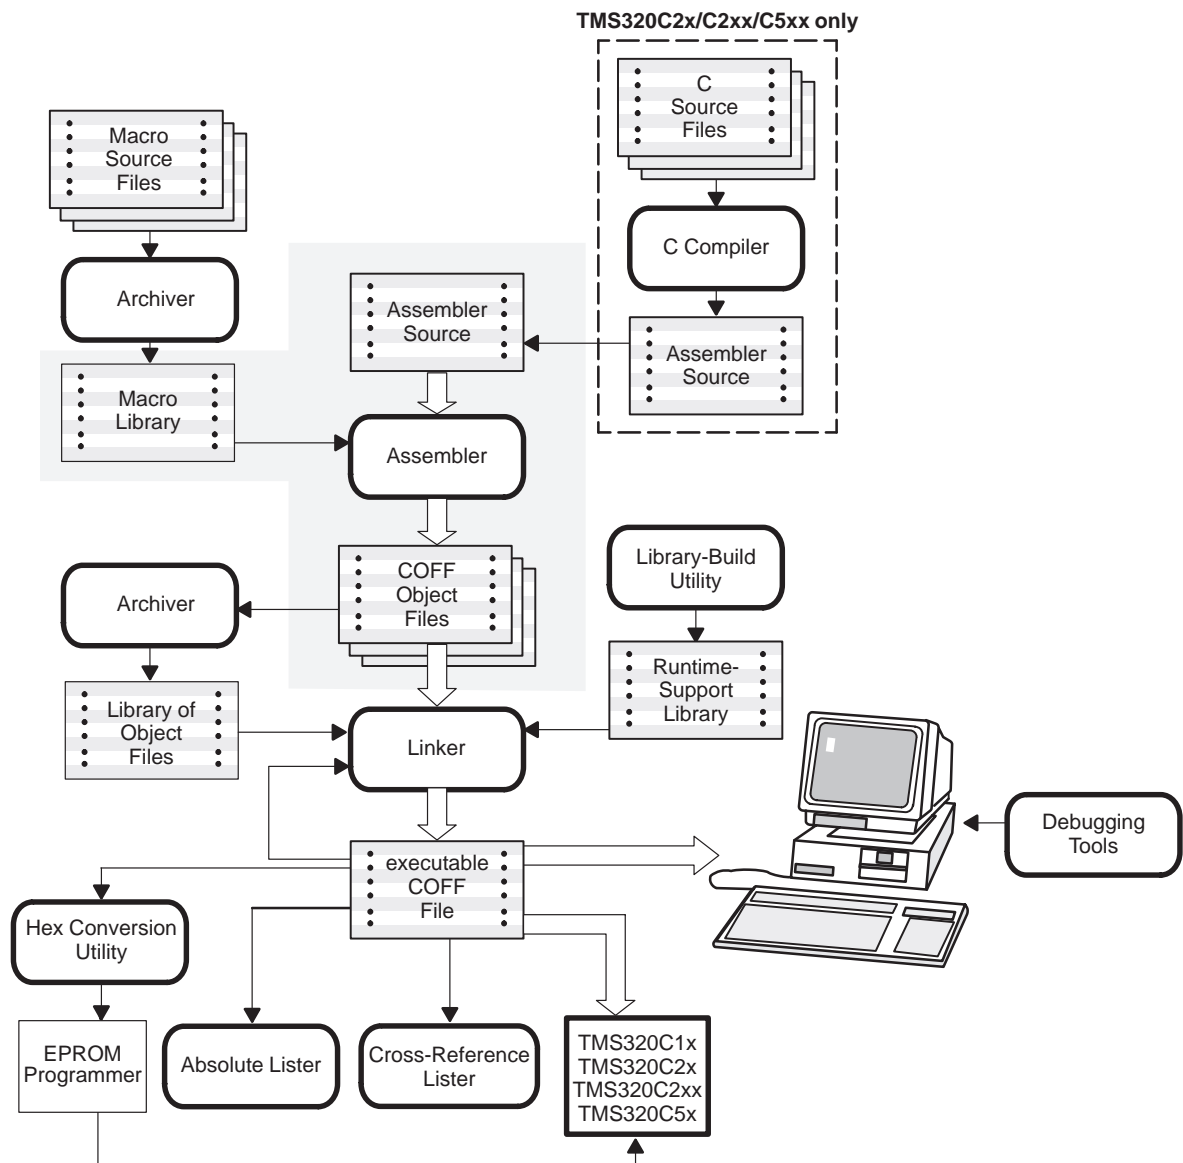 TMS320C2x/C2xx/C5xx only
C
Source
Files
Macro
Source
Files
C Compiler
Archiver
Assembler
Source
Assembler
Source
Macro
Library
Assembler
Library-Build
Utility
COFF
Object
Files
Archiver
Runtime-
Support
Library
Library of
Object
Files
Linker
Debugging
Tools
executable
COFF
File
Hex Conversion
Utility
EPROM
Programmer
Absolute Lister
Cross-Reference
Lister
TMS320C1x
TMS320C2x
TMS320C2xx
TMS320C5x